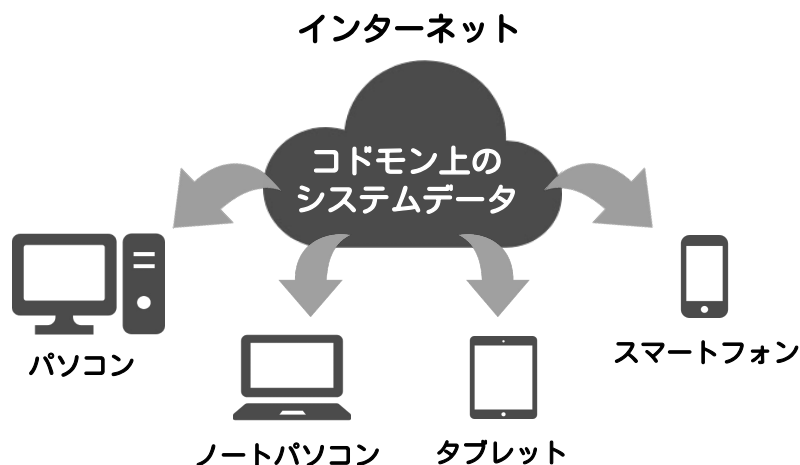 インターネット
コドモン上の
システムデータ
パソコン
ノートパソコン
タブレット
スマートフォン